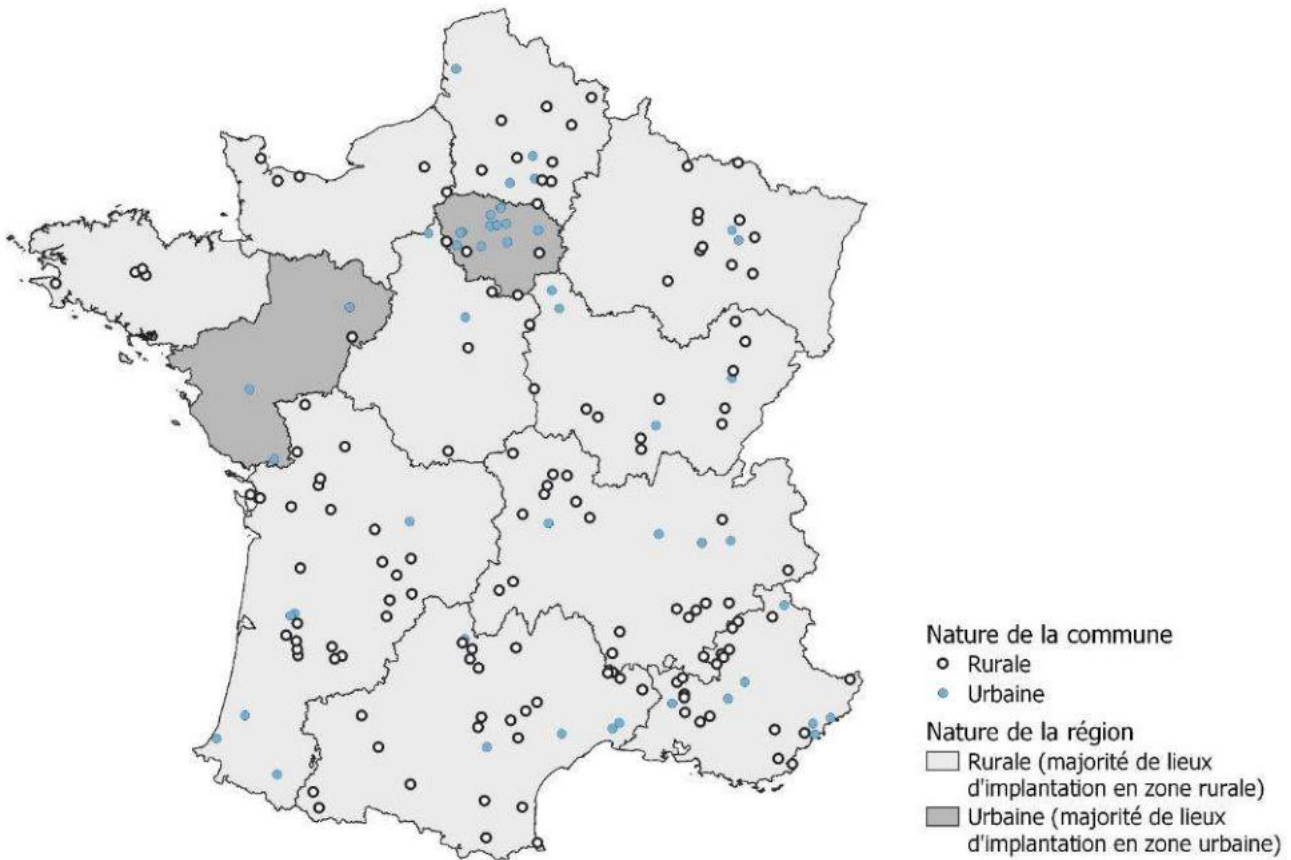 Nature de la commune
Rurale
Urbaine
Nature de la région
Rurale (majorité de lieux
d'implantation en zone rurale)
Urbaine (majorité de lieux
d'implantation en zone urbaine)